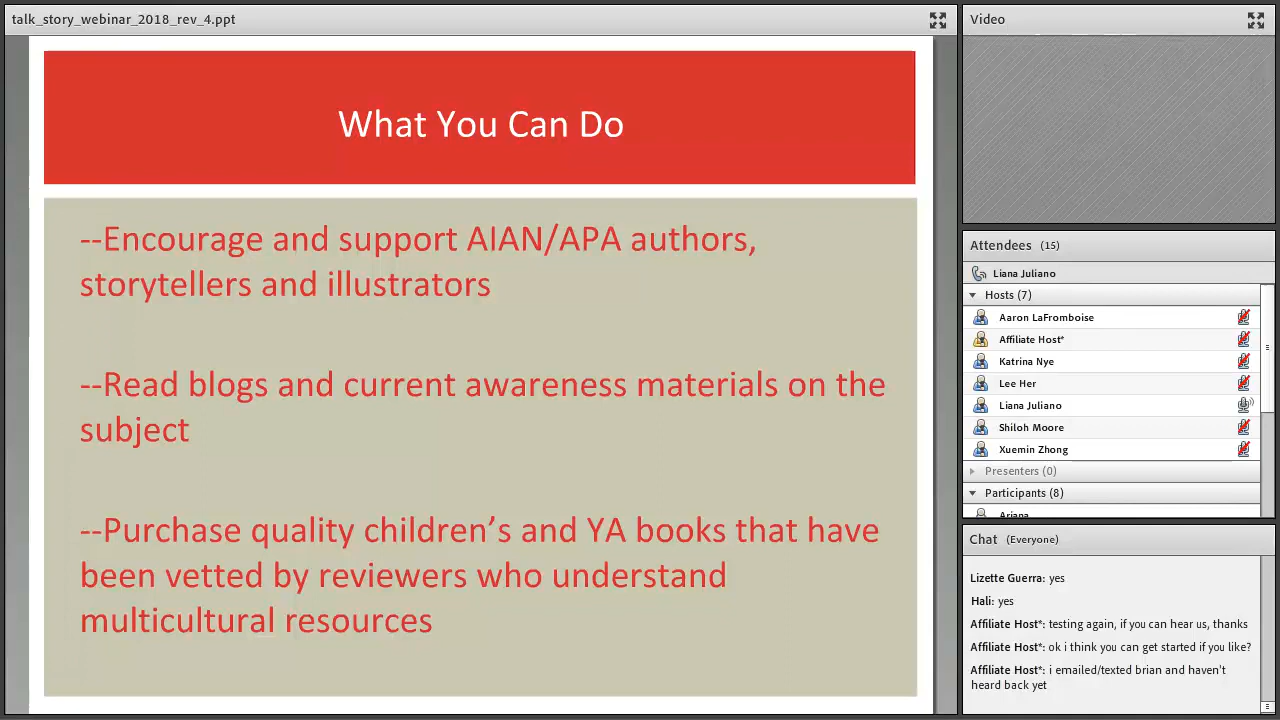 talk_story_webinar_2018_rev_4.ppt
What You Can Do
--Encourage and support AIAN/APA authors,
storytellers and illustrators
--Read blogs and current awareness materials on the
subject
--Purchase quality children’s and YA books that have
been vetted by reviewers who understand
multicultural resources
Video
Attendees (15)
Liana Juliano
Hosts (7)
Aaron LaFromboise
Affiliate Host*
Katrina Nye
Lee Her
Liana Juliano
Shiloh Moore
Xuemin Zhong
Presenters (0)
Participants (8)
Ariana
Chat (Everyone)
Lizette Guerra: yes
Hali: yes
Affiliate Host*: testing again, if you can hear us, thanks
Affiliate Host*: ok i think you can get started if you like?
Affiliate Host*: i emailed/texted brian and haven't
heard back yet